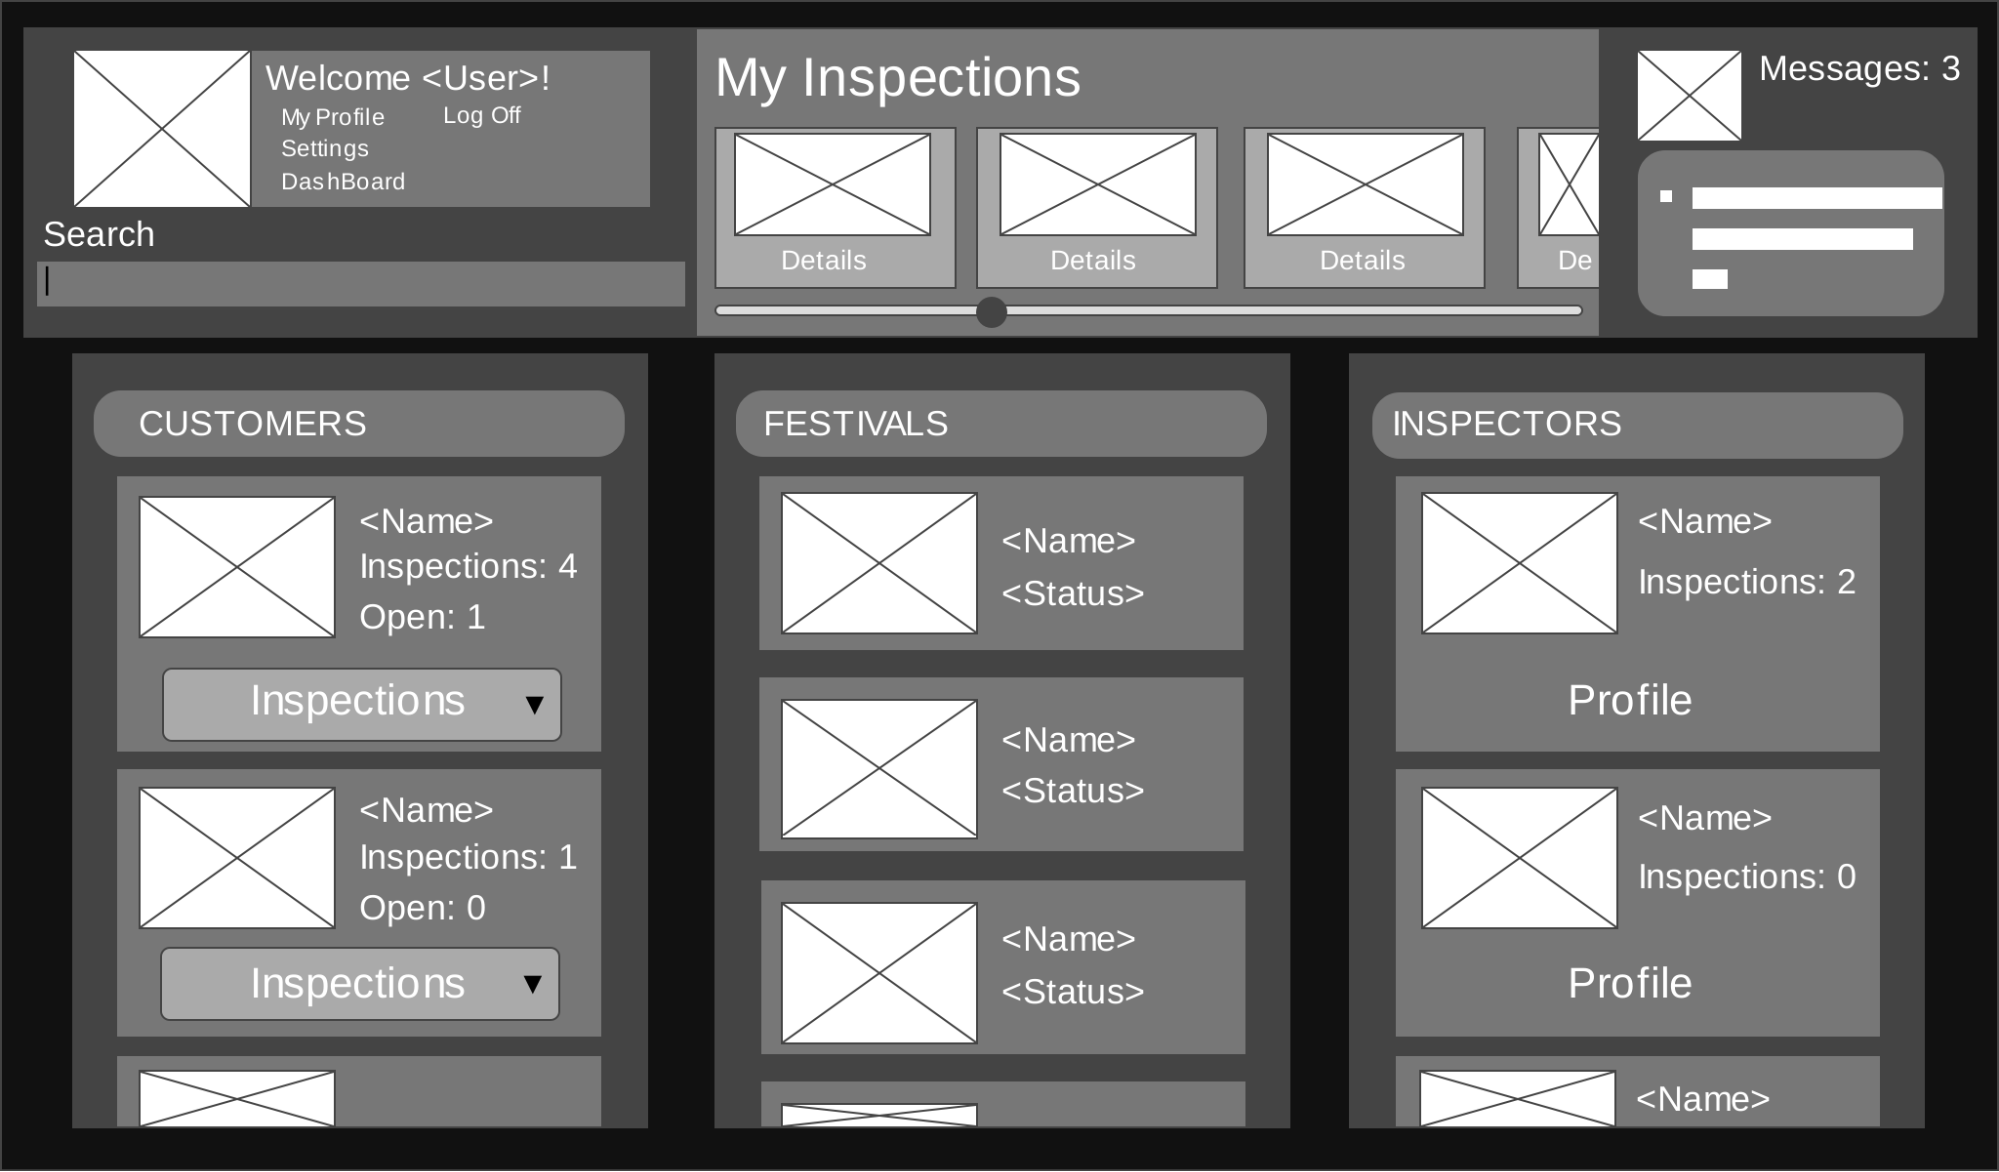 Welcome <User>!
My Profile
Log Off
Settings
DashBoard
Search
My Inspections
Details
Details
Details
De
Messages: 3
CUSTOMERS
<Name>
Inspections: 4
Open: 1
Inspections
<Name>
Inspections: 1
Open: 0
Inspections
FESTIVALS
<Name>
<Status>
<Name>
<Status>
<Name>
<Status>
INSPECTORS
<Name>
Inspections: 2
Profile
<Name>
Inspections: 0
Profile
<Name>